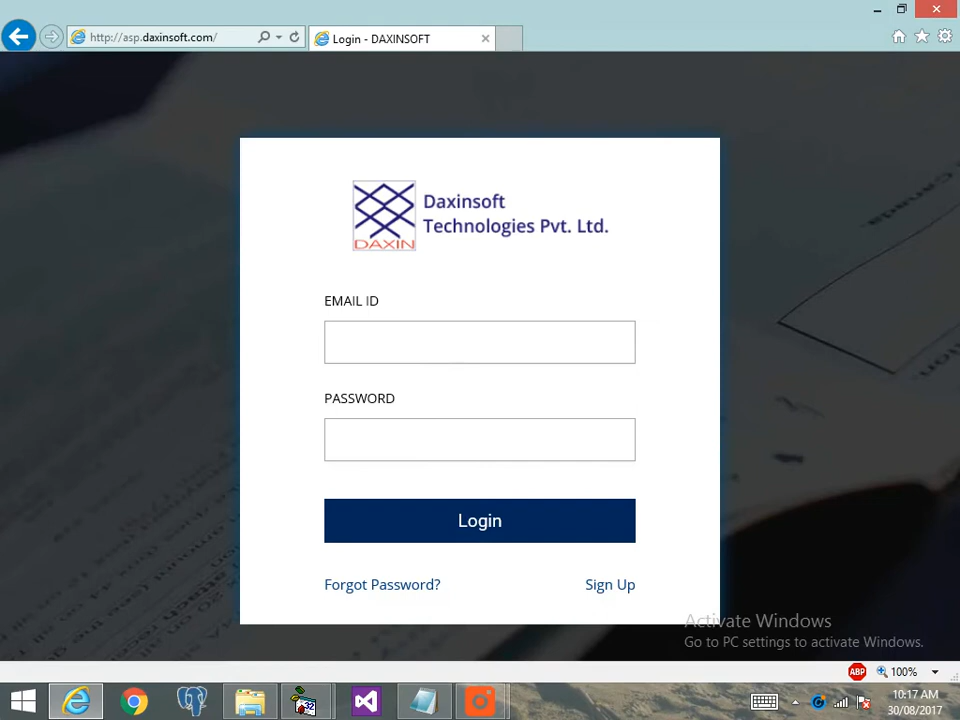 http://asp.daxinsoft.com/
Login - DAXINSOFT
DAXIN
Daxinsoft
Technologies Pvt. Ltd.
EMAIL ID
PASSWORD
Login
Forgot Password?
Sign Up
Activate Windows
Go to PC settings to activate Windows.
ABP
100%
32
10:17 AM
30/08/2017